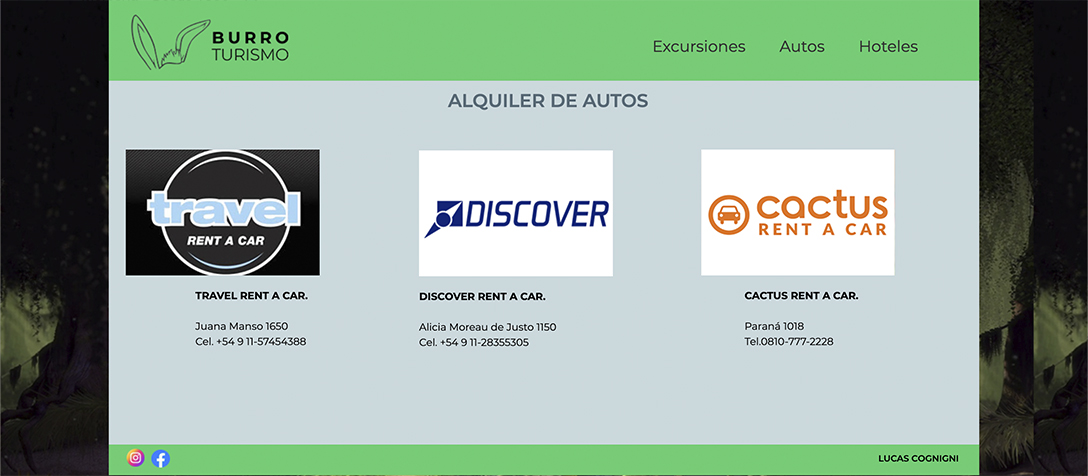 BURRO
TURISMO
Excursiones Autos Hoteles
ALQUILER DE AUTOS
travel
RENT A CAR
DISCOVER
cactus
RENT A CAR
TRAVEL RENT A CAR.
Juana Manso 1650
Cel. +54 9 11-57454388
DISCOVER RENT A CAR.
Alicia Moreau de Justo 1150
Cel. +54 9 11-28355305
CACTUS RENT A CAR.
Paraná 1018
Tel.0810-777-2228
LUCAS COGNIGNI